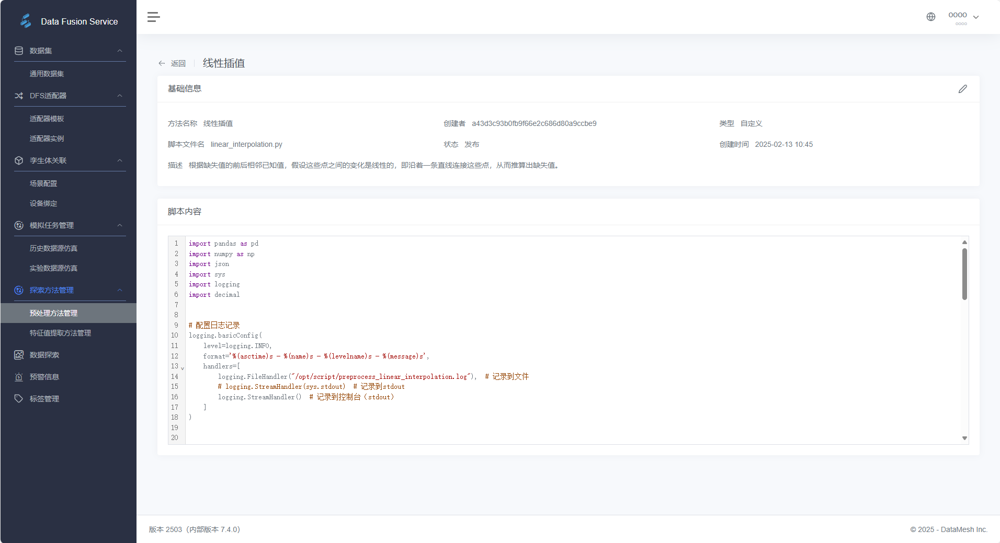 Data Fusion Service
数据集
通用数据集
DFS适配器
适配器模板
适配器实例
孪生体关联
场景配置
设备绑定
模拟任务管理
历史数据源仿真
实验数据源仿真
探索方法管理
预处理方法管理
特征值提取方法管理
数据探索
预警信息
标签管理
oooo
oooo
返回 线性插值
基础信息
方法名称 线性插值 创建者 a43d3c93b0fb9f66e2c686d80a9ccbe9 类型 自定义
脚本文件名 linear_interpolation.py 状态 发布 创建时间 2025-02-13 10:45
描述 根据缺失值的前后相邻已知值，假设这些点之间的变化是线性的，即沿着一条直线连接这些点，从而推算出缺失值。
脚本内容
1 import pandas as pd
2 import numpy as np
3 import json
4 import sys
5 import logging
6 import decimal
7
8
9 # 配置日志记录
10 logging.basicConfig(
11     level=logging.INFO,
12     format='%(asctime)s - %(name)s - %(levelname)s - %(message)s',
13     handlers=[
14         logging.FileHandler("/opt/script/preprocess_linear_interpolation.log"),  # 记录到文件
15         # logging.StreamHandler(sys.stdout)  # 记录到stdout
16         logging.StreamHandler()  # 记录到控制台（stdout）
17     ]
18 )
19
20
版本 2503（内部版本 7.4.0） © 2025 - DataMesh Inc.